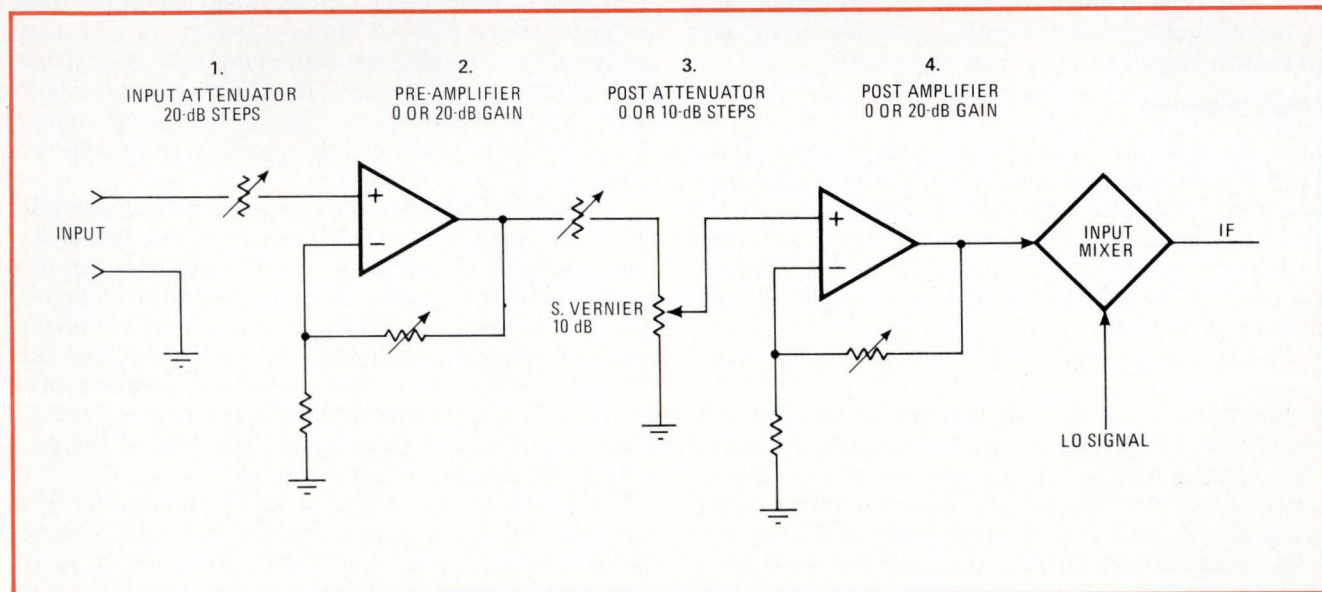 1.
INPUT ATTENUATOR
20-dB STEPS
2.
PRE-AMPLIFIER
0 OR 20-dB GAIN
3.
POST ATTENUATOR
0 OR 10-dB STEPS
4.
POST AMPLIFIER
0 OR 20-dB GAIN
INPUT
+
−
S. VERNIER
10 dB
+
−
INPUT
MIXER
IF
LO SIGNAL